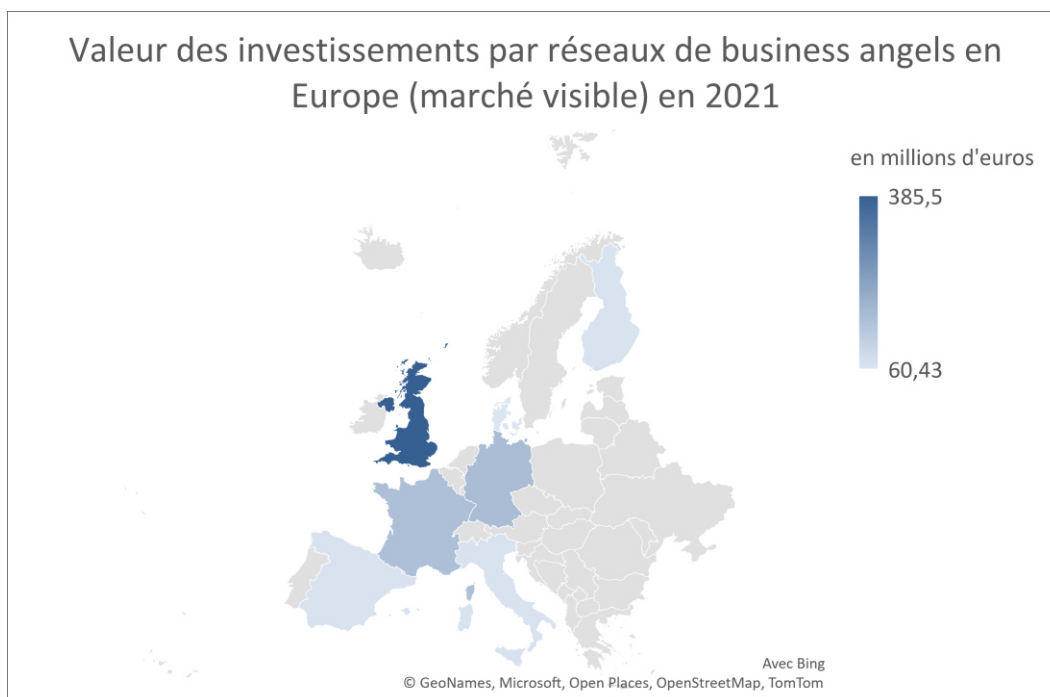 Valeur des investissements par réseaux de business angels en
Europe (marché visible) en 2021
en millions d'euros
385,5
60,43
Avec Bing
© GeoNames, Microsoft, Open Places, OpenStreetMap, TomTom